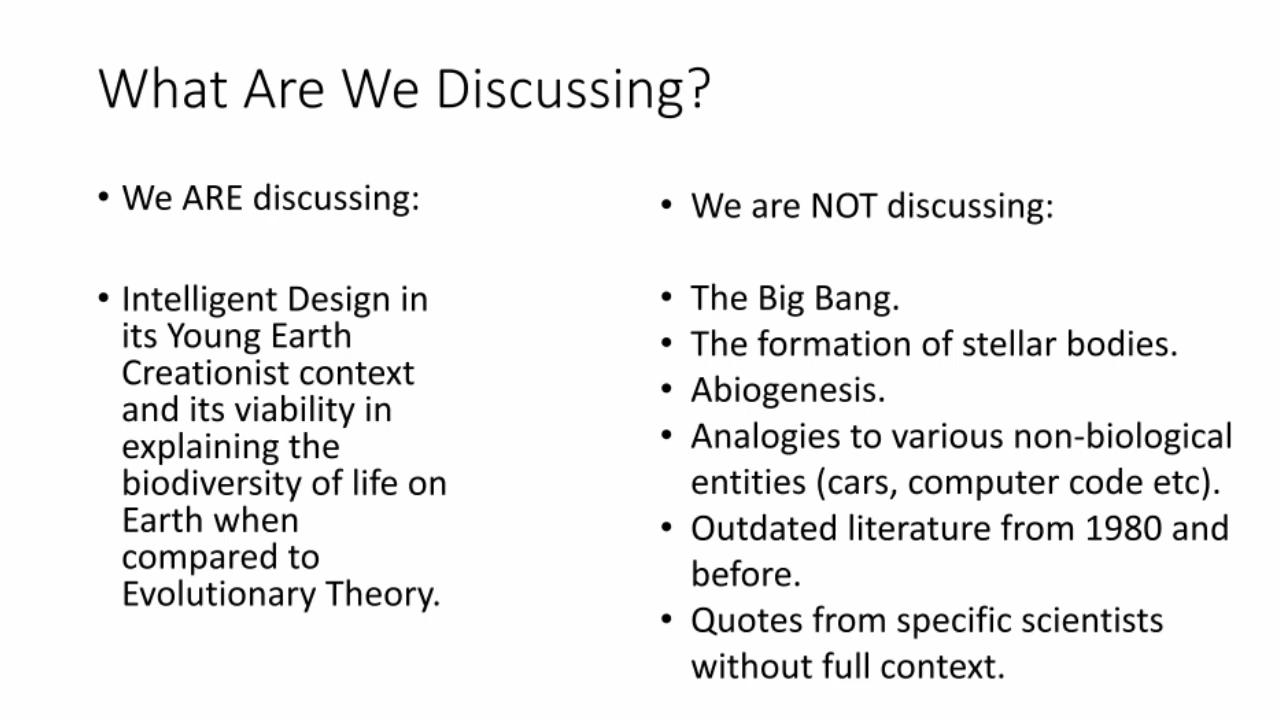 What Are We Discussing?
• We ARE discussing:
• Intelligent Design in
its Young Earth
Creationist context
and its viability in
explaining the
biodiversity of life on
Earth when
compared to
Evolutionary Theory.
• We are NOT discussing:
• The Big Bang.
• The formation of stellar bodies.
• Abiogenesis.
• Analogies to various non-biological
entities (cars, computer code etc).
• Outdated literature from 1980 and
before.
• Quotes from specific scientists
without full context.